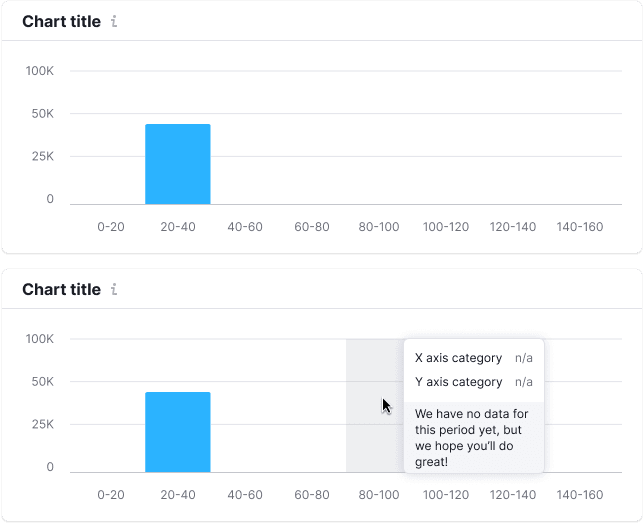 Chart title i
100K
50K
25K
0
0-20 20-40 40-60 60-80 80-100 100-120 120-140 140-160
Chart title i
100K
50K
25K
0
X axis category n/a
Y axis category n/a
We have no data for
this period yet, but
we hope you'll do
great!
0-20 20-40 40-60 60-80 80-100 100-120 120-140 140-160